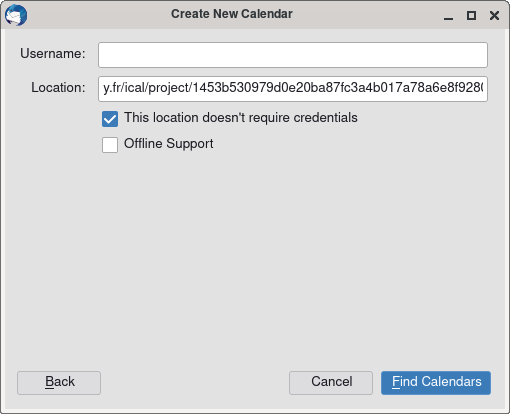 Create New Calendar
Username:
Location: y.fr/ical/project/1453b530979d0e20ba87fc3a4b017a78a6e8f928
This location doesn't require credentials
Offline Support
Back Cancel Find Calendars